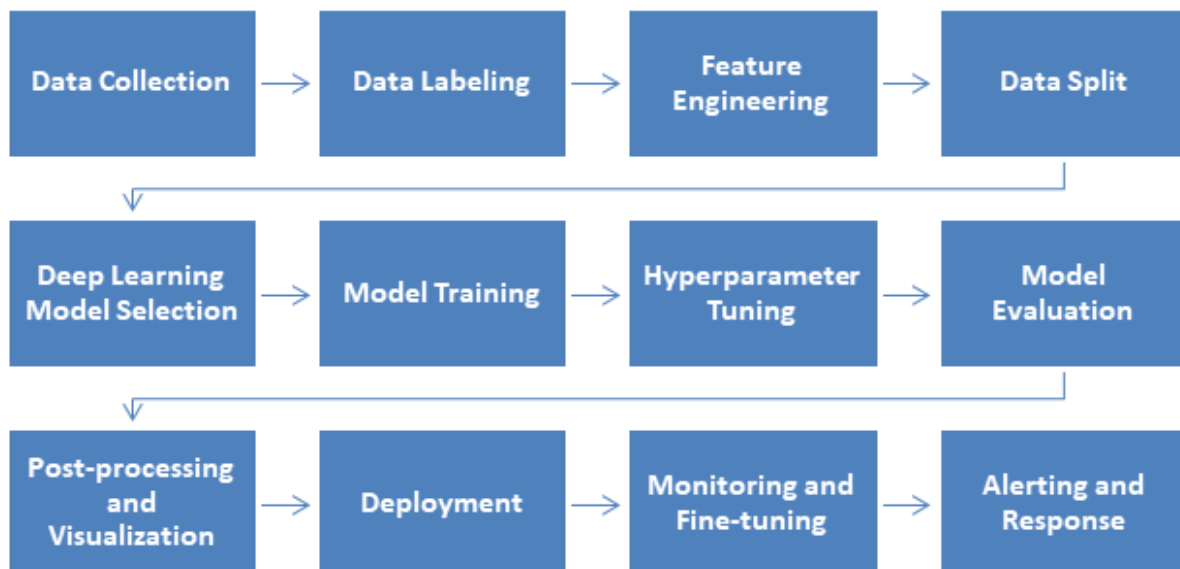 Data Collection
Data Labeling
Feature
Engineering
Data Split
Deep Learning
Model Selection
Model Training
Hyperparameter
Tuning
Model
Evaluation
Post-processing
and
Visualization
Deployment
Monitoring and
Fine-tuning
Alerting and
Response